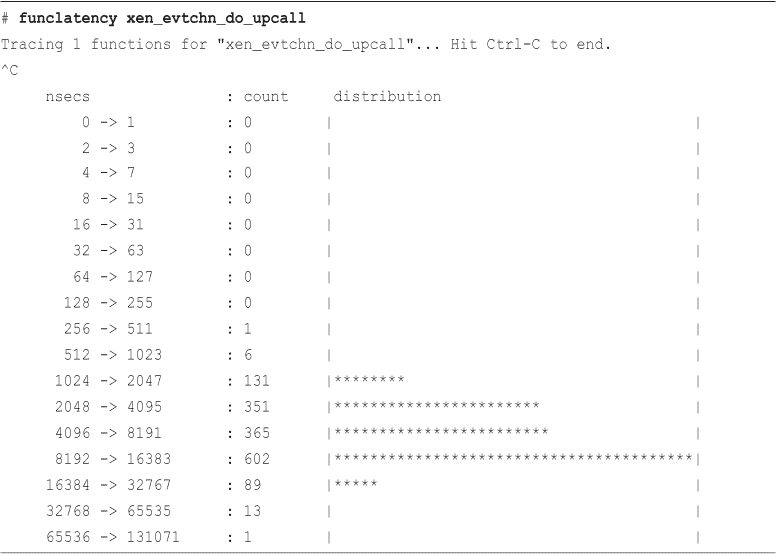 # funclatency xen_evtchn_do_upcall
Tracing 1 functions for "xen_evtchn_do_upcall"... Hit Ctrl-C to end.
^C
     nsecs               : count     distribution
         0 -> 1          : 0        |                                        |
         2 -> 3          : 0        |                                        |
         4 -> 7          : 0        |                                        |
         8 -> 15         : 0        |                                        |
        16 -> 31         : 0        |                                        |
        32 -> 63         : 0        |                                        |
        64 -> 127        : 0        |                                        |
       128 -> 255        : 0        |                                        |
       256 -> 511        : 1        |                                        |
       512 -> 1023       : 6        |                                        |
      1024 -> 2047       : 131      |********                                |
      2048 -> 4095       : 351      |***********************                 |
      4096 -> 8191       : 365      |************************                |
      8192 -> 16383      : 602      |****************************************|
     16384 -> 32767      : 89       |*****                                   |
     32768 -> 65535      : 13       |                                        |
     65536 -> 131071     : 1        |                                        |